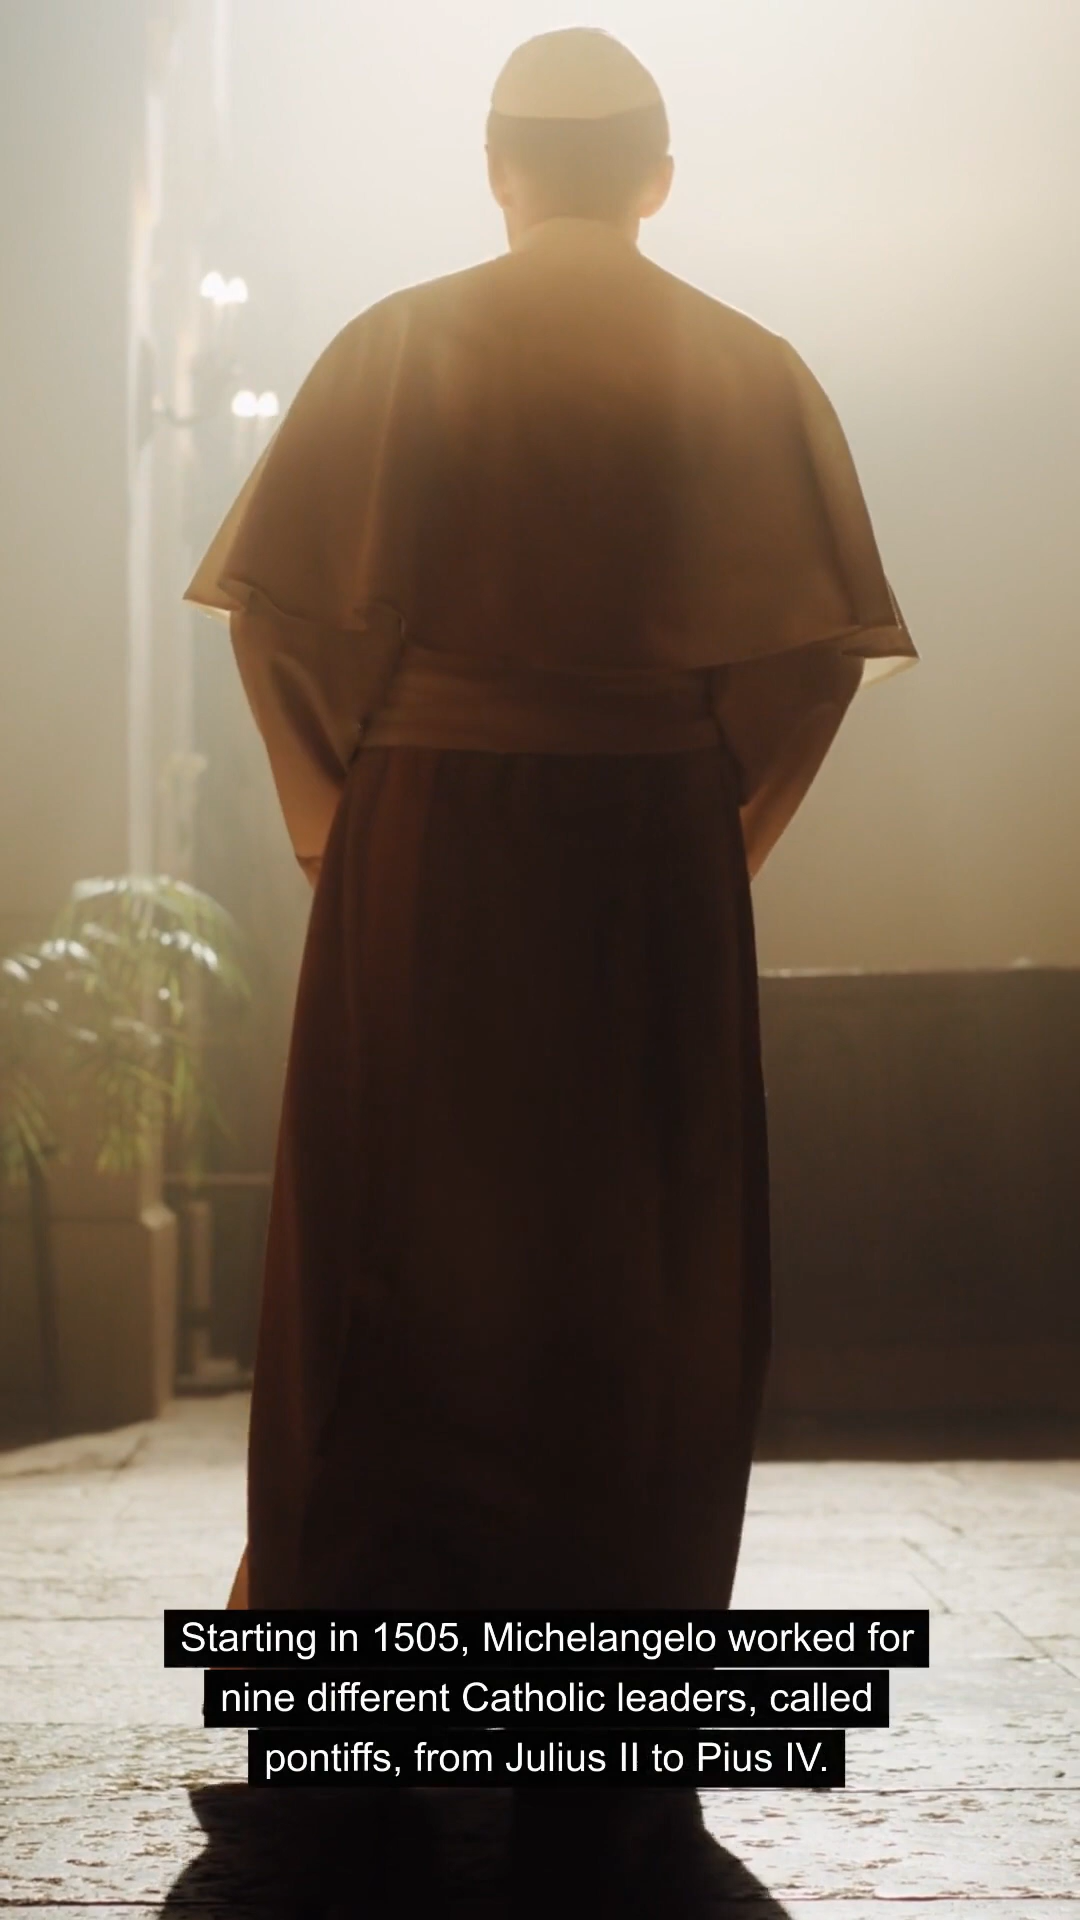 Starting in 1505, Michelangelo worked for
nine different Catholic leaders, called
pontiffs, from Julius II to Pius IV.